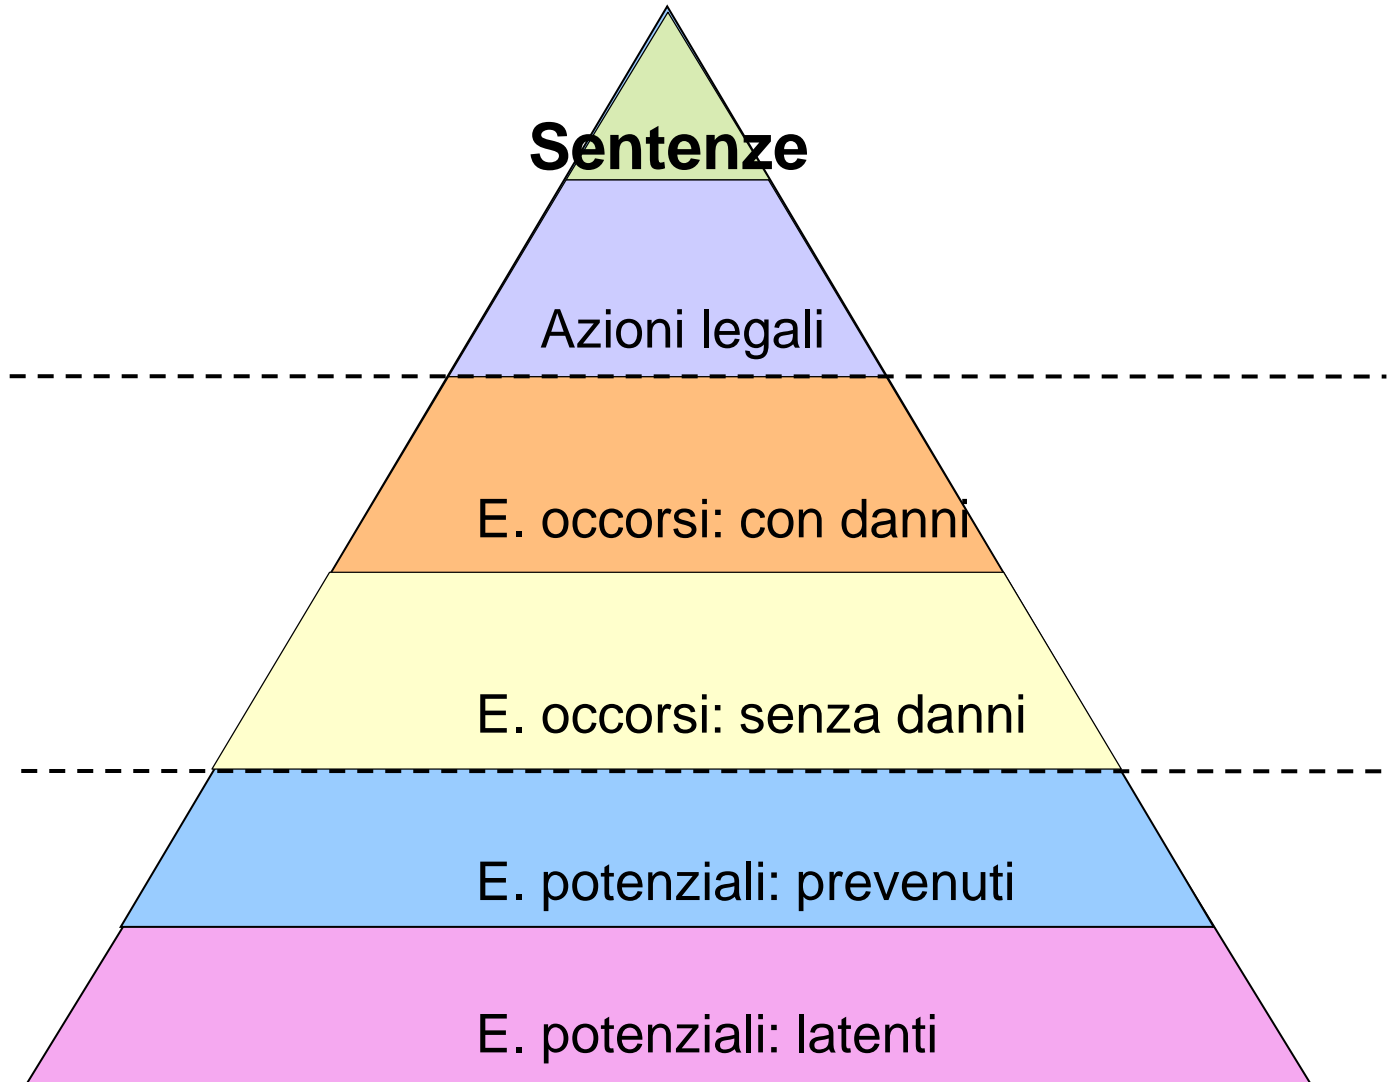 Sentenze
Azioni legali
E. occorsi: con danni
E. occorsi: senza danni
E. potenziali: prevenuti
E. potenziali: latenti